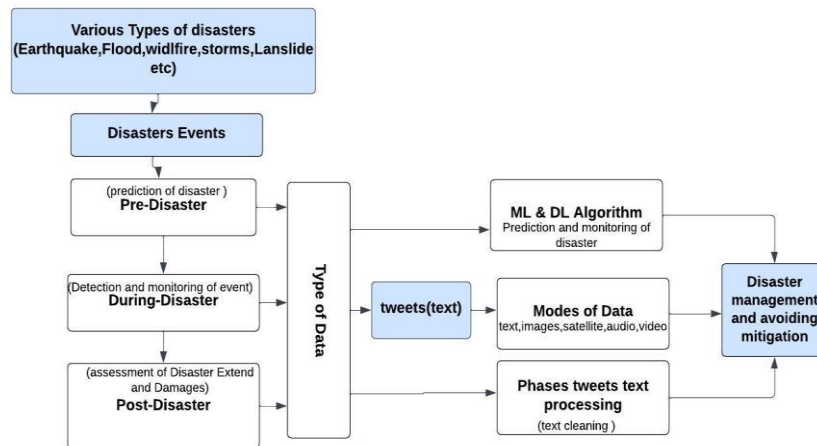 Various Types of disasters
(Earthquake,Flood,widlfire,storms,Lanslide
etc)
Disasters Events
(prediction of disaster )
Pre-Disaster
(Detection and monitoring of event)
During-Disaster
(assessment of Disaster Extend
and Damages)
Post-Disaster
Type of Data
ML & DL Algorithm
Prediction and monitoring of
disaster
tweets(text)
Modes of Data
text,images,satellite,audio,video
Phases tweets text
processing
(text cleaning )
Disaster
management
and avoiding
mitigation